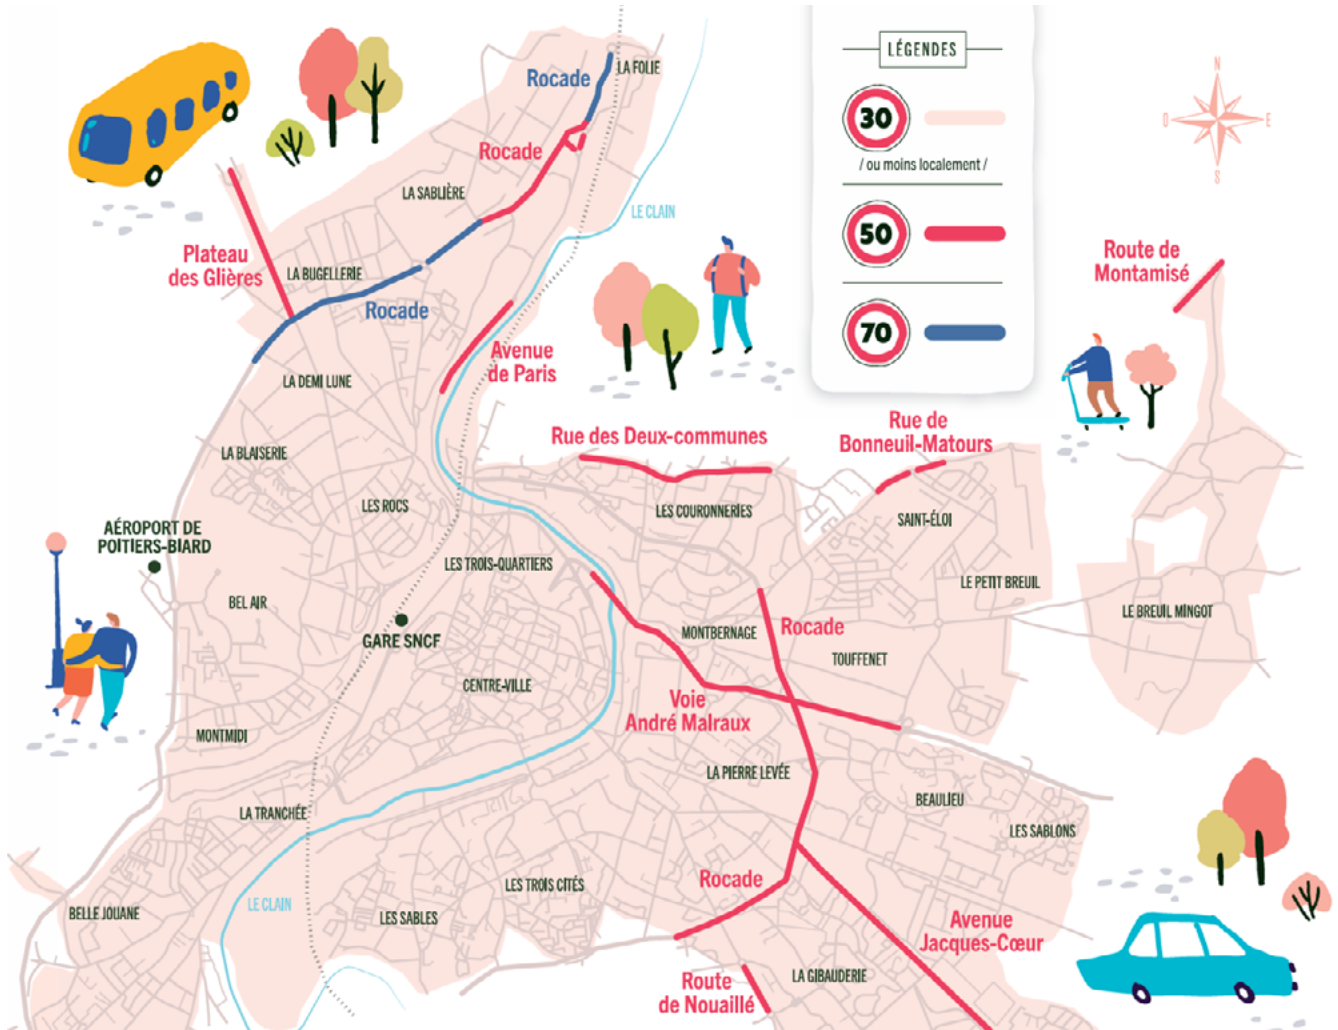 LÉGENDES
30
/ ou moins localement /
50
70
N
O
E
S
Rocade
LA FOLIE
Rocade
LA SABLIÈRE
LE CLAIN
Plateau
des Glières
LA BUGELLERIE
Rocade
Route de
Montamisé
Avenue
de Paris
LA DEMI LUNE
Rue des Deux-communes
Rue de
Bonneuil-Matours
LA BLAISERIE
LES ROCS
LES COURONNERIES
SAINT-ÉLOI
AÉROPORT DE
POITIERS-BIARD
LES TROIS-QUARTIERS
LE PETIT BREUIL
BEL AIR
LE BREUIL MINGOT
GARE SNCF
MONTBERNAGE
Rocade
TOUFFENET
CENTRE-VILLE
Voie
André Malraux
MONTMIDI
LA PIERRE LEVÉE
BEAULIEU
LA TRANCHÉE
LES SABLONS
Rocade
LES TROIS CITÉS
LE CLAIN
BELLE JOUANE
LES SABLES
Avenue
Jacques-Cœur
Route
de Nouaillé
LA GIBAUDERIE